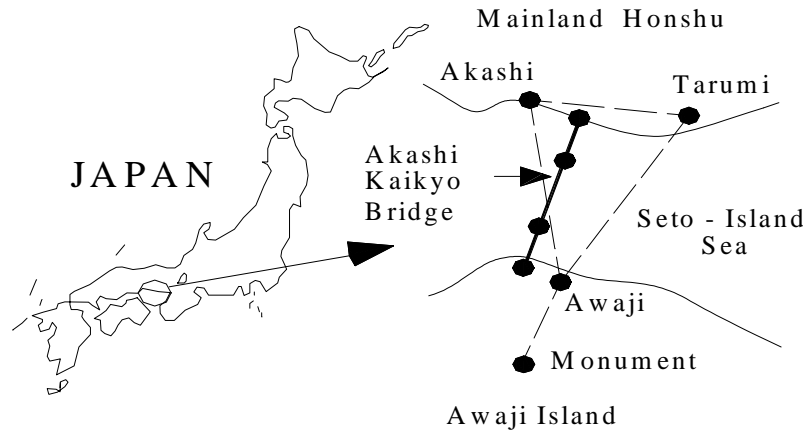 Mainland Honshu
Akashi
Tarumi
JAPAN
Akashi
Kaikyo
Bridge
Seto - Island
Sea
Awaji
Monument
Awaji Island